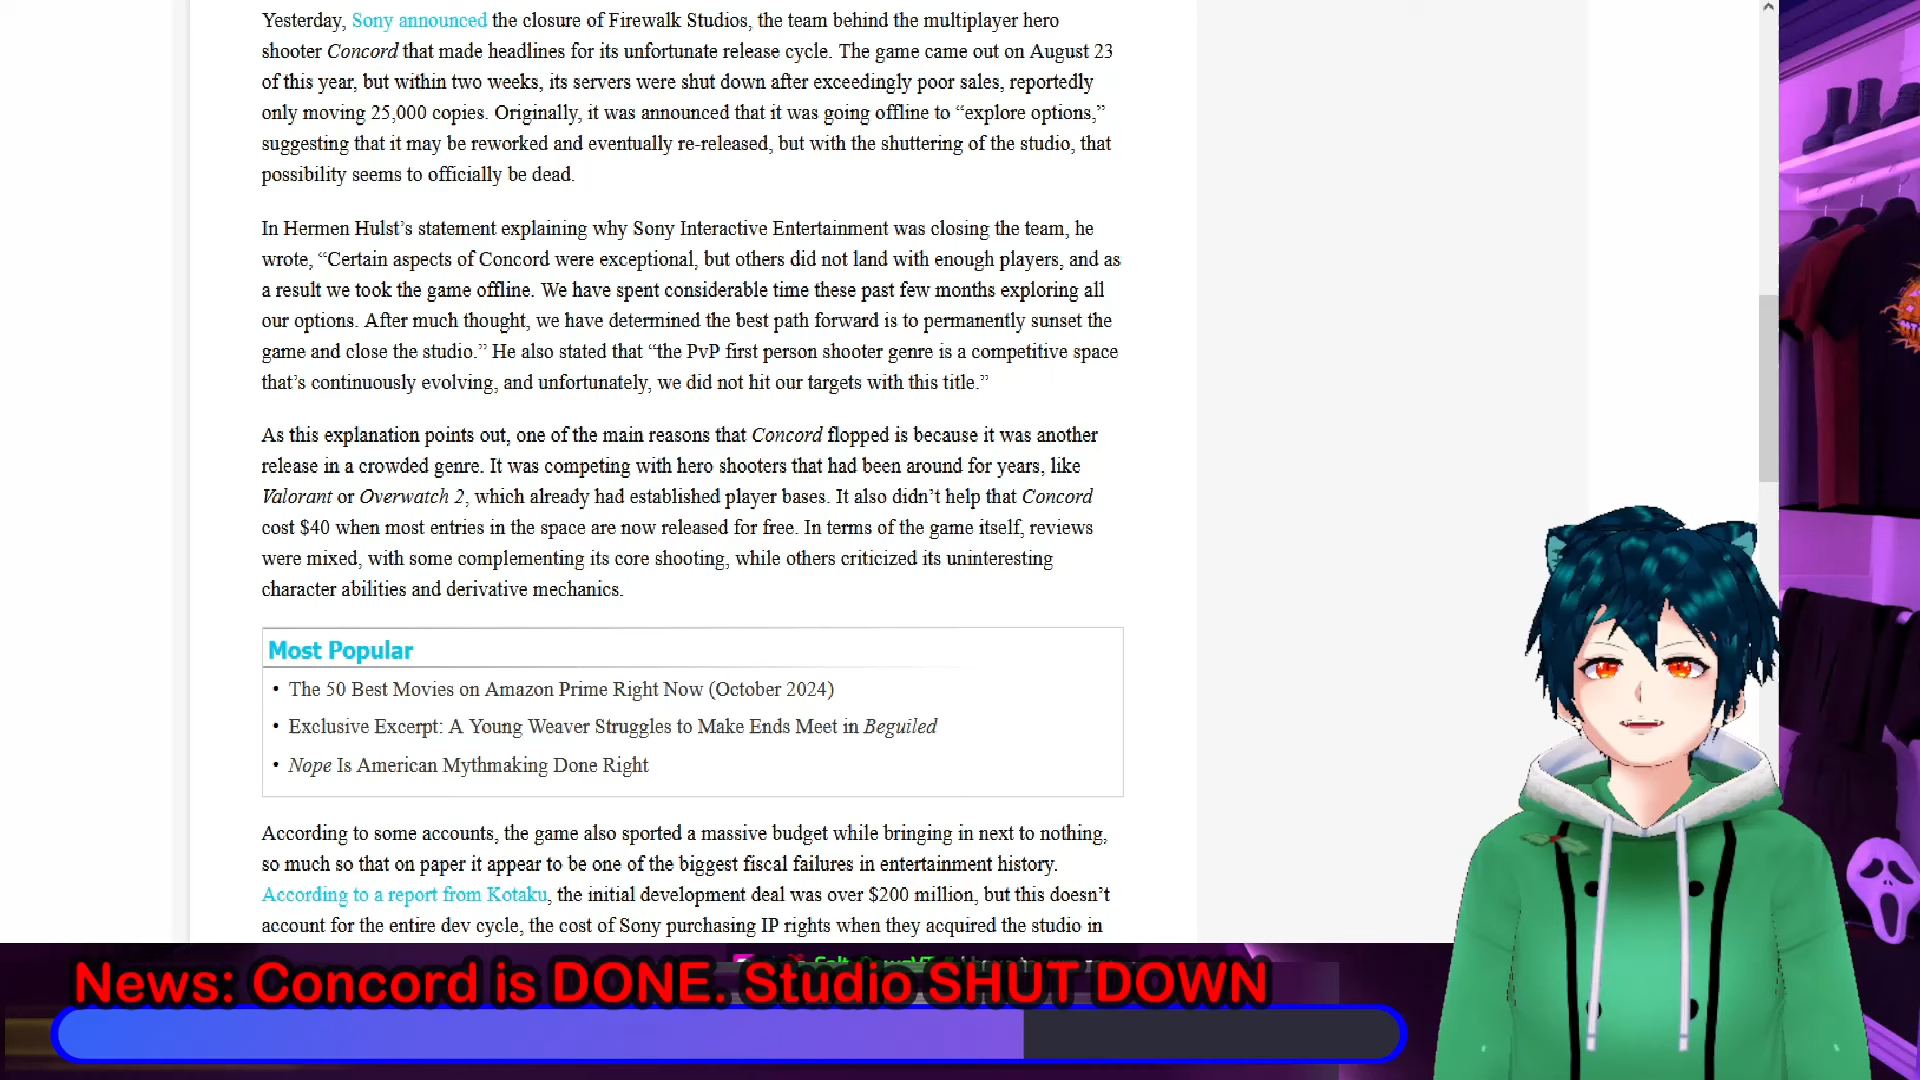 Yesterday, Sony announced the closure of Firewalk Studios, the team behind the multiplayer hero
shooter Concord that made headlines for its unfortunate release cycle. The game came out on August 23
of this year, but within two weeks, its servers were shut down after exceedingly poor sales, reportedly
only moving 25,000 copies. Originally, it was announced that it was going offline to “explore options,”
suggesting that it may be reworked and eventually re-released, but with the shuttering of the studio, that
possibility seems to officially be dead.
In Hermen Hulst’s statement explaining why Sony Interactive Entertainment was closing the team, he
wrote, “Certain aspects of Concord were exceptional, but others did not land with enough players, and as
a result we took the game offline. We have spent considerable time these past few months exploring all
our options. After much thought, we have determined the best path forward is to permanently sunset the
game and close the studio.” He also stated that “the PvP first person shooter genre is a competitive space
that’s continuously evolving, and unfortunately, we did not hit our targets with this title.”
As this explanation points out, one of the main reasons that Concord flopped is because it was another
release in a crowded genre. It was competing with hero shooters that had been around for years, like
Valorant or Overwatch 2, which already had established player bases. It also didn’t help that Concord
cost $40 when most entries in the space are now released for free. In terms of the game itself, reviews
were mixed, with some complementing its core shooting, while others criticized its uninteresting
character abilities and derivative mechanics.
Most Popular
• The 50 Best Movies on Amazon Prime Right Now (October 2024)
• Exclusive Excerpt: A Young Weaver Struggles to Make Ends Meet in Beguiled
• Nope Is American Mythmaking Done Right
According to some accounts, the game also sported a massive budget while bringing in next to nothing,
so much so that on paper it appear to be one of the biggest fiscal failures in entertainment history.
According to a report from Kotaku, the initial development deal was over $200 million, but this doesn’t
account for the entire dev cycle, the cost of Sony purchasing IP rights when they acquired the studio in
News: Concord is DONE. Studio SHUT DOWN